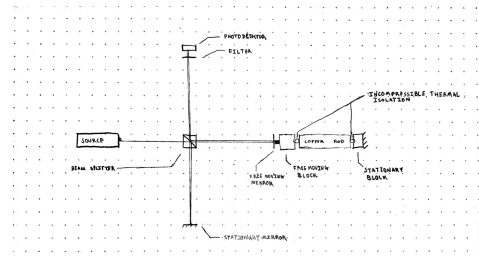 PHOTODETECTOR
FILTER
INCOMPRESSIBLE, THERMAL
ISOLATION
SOURCE
COPPER ROD
BEAM SPLITTER
FREE MOVING
MIRROR
FREE MOVING
BLOCK
STATIONARY
BLOCK
STATIONARY MIRROR